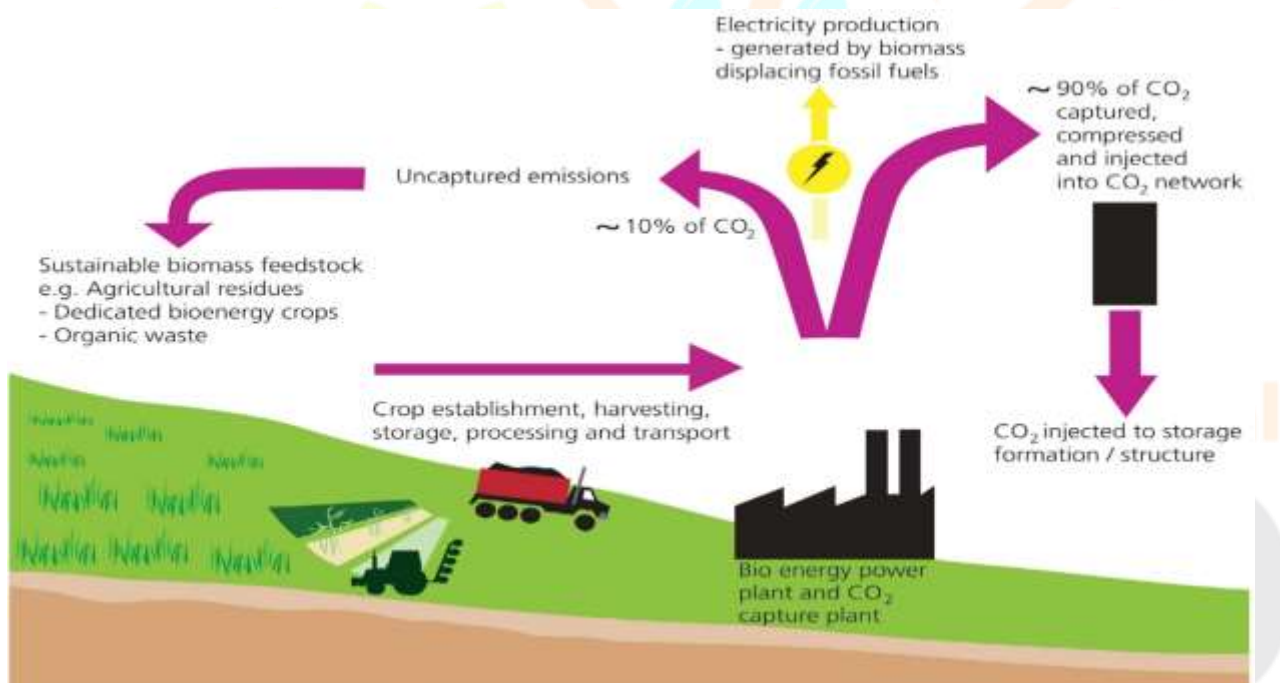 Electricity production
- generated by biomass
displacing fossil fuels
~ 90% of CO₂
captured,
compressed
and injected
into CO₂ network
Uncaptured emissions
~ 10% of CO₂
Sustainable biomass feedstock
e.g. Agricultural residues
- Dedicated bioenergy crops
- Organic waste
Crop establishment, harvesting,
storage, processing and transport
CO₂ injected to storage
formation / structure
Bio energy power
plant and CO₂
capture plant